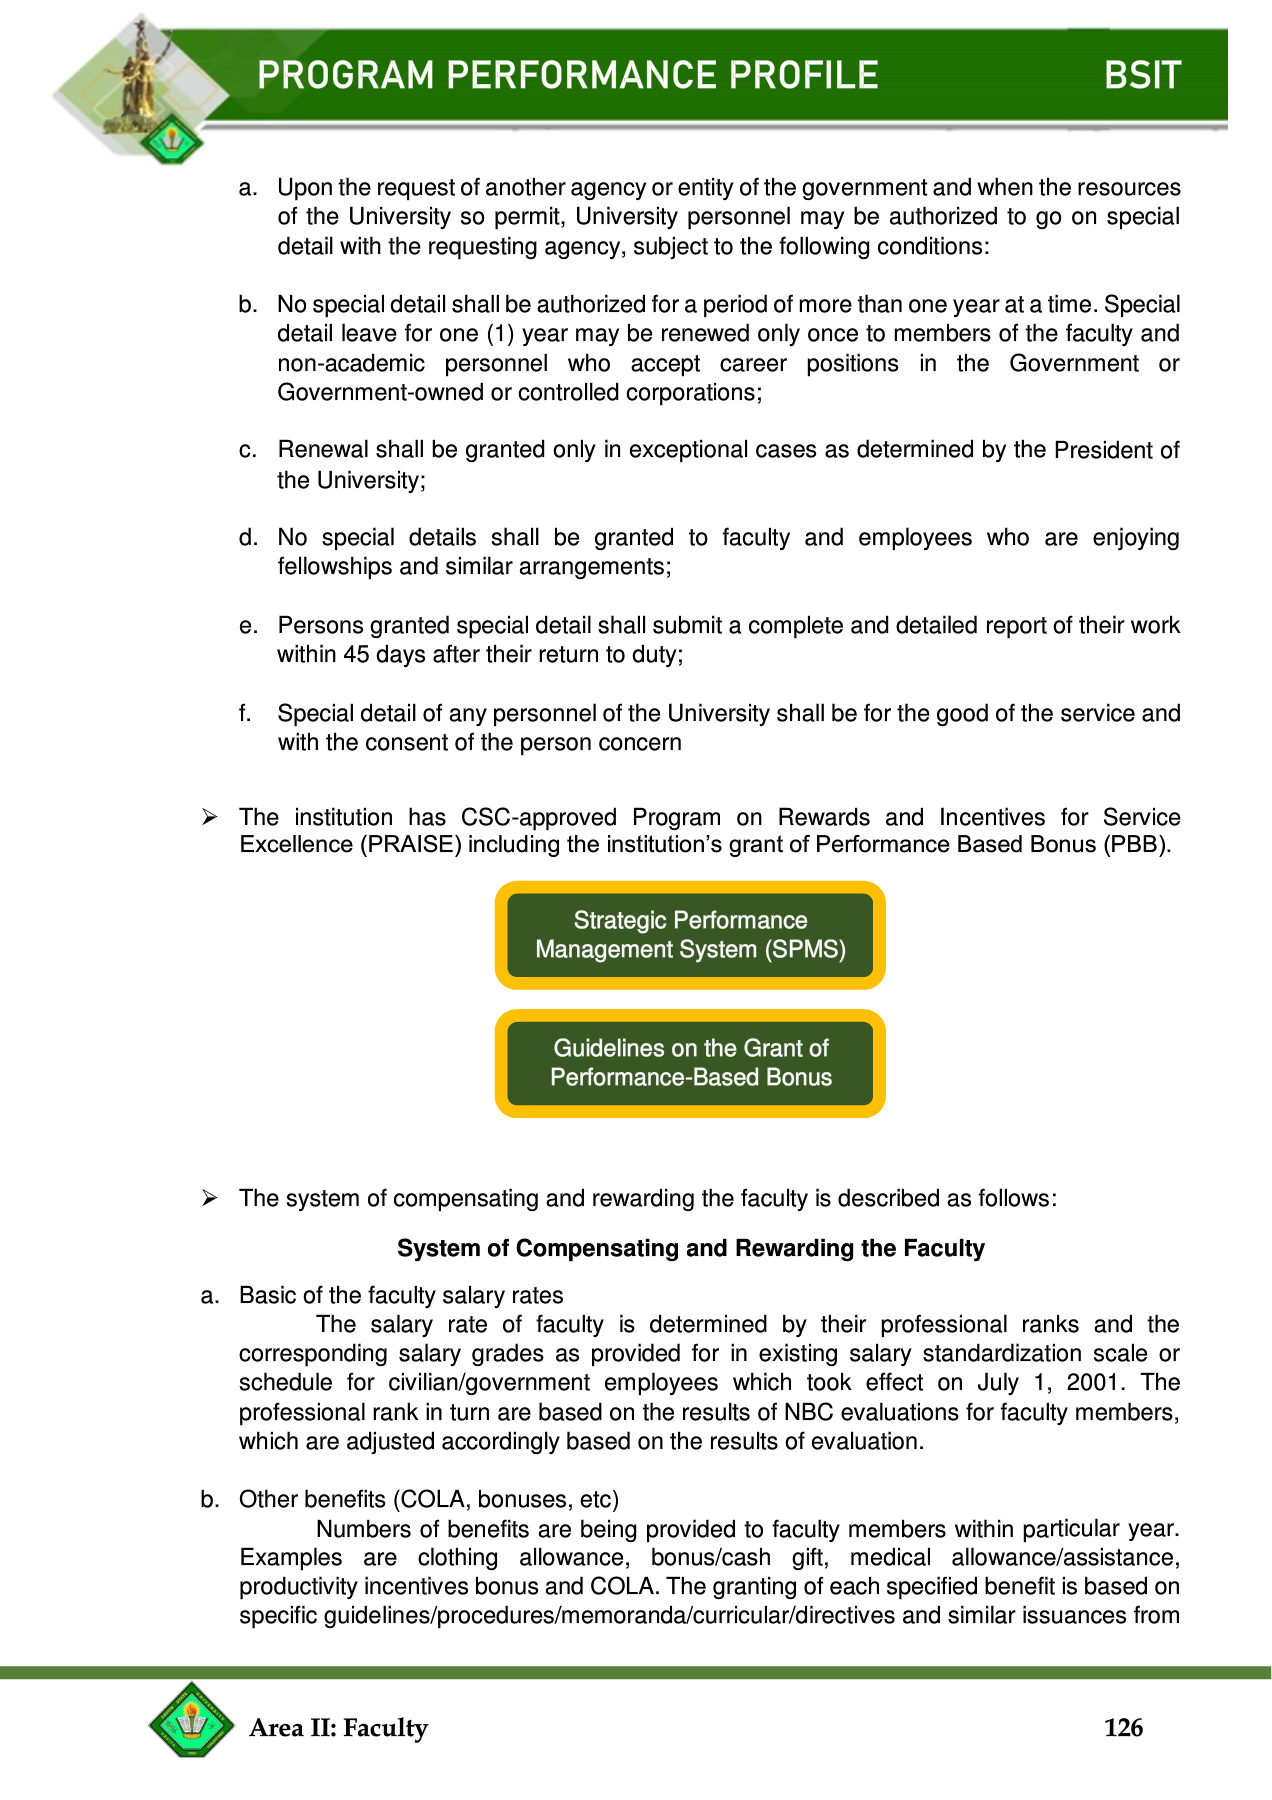 PROGRAM PERFORMANCE PROFILE BSIT
a. Upon the request of another agency or entity of the government and when the resources
of the University so permit, University personnel may be authorized to go on special
detail with the requesting agency, subject to the following conditions:
b. No special detail shall be authorized for a period of more than one year at a time. Special
detail leave for one (1) year may be renewed only once to members of the faculty and
non-academic personnel who accept career positions in the Government or
Government-owned or controlled corporations;
c. Renewal shall be granted only in exceptional cases as determined by the President of
the University;
d. No special details shall be granted to faculty and employees who are enjoying
fellowships and similar arrangements;
e. Persons granted special detail shall submit a complete and detailed report of their work
within 45 days after their return to duty;
f. Special detail of any personnel of the University shall be for the good of the service and
with the consent of the person concern
➢ The institution has CSC-approved Program on Rewards and Incentives for Service
Excellence (PRAISE) including the institution’s grant of Performance Based Bonus (PBB).
Strategic Performance
Management System (SPMS)
Guidelines on the Grant of
Performance-Based Bonus
➢ The system of compensating and rewarding the faculty is described as follows:
System of Compensating and Rewarding the Faculty
a. Basic of the faculty salary rates
The salary rate of faculty is determined by their professional ranks and the
corresponding salary grades as provided for in existing salary standardization scale or
schedule for civilian/government employees which took effect on July 1, 2001. The
professional rank in turn are based on the results of NBC evaluations for faculty members,
which are adjusted accordingly based on the results of evaluation.
b. Other benefits (COLA, bonuses, etc)
Numbers of benefits are being provided to faculty members within particular year.
Examples are clothing allowance, bonus/cash gift, medical allowance/assistance,
productivity incentives bonus and COLA. The granting of each specified benefit is based on
specific guidelines/procedures/memoranda/curricular/directives and similar issuances from
Area II: Faculty 126